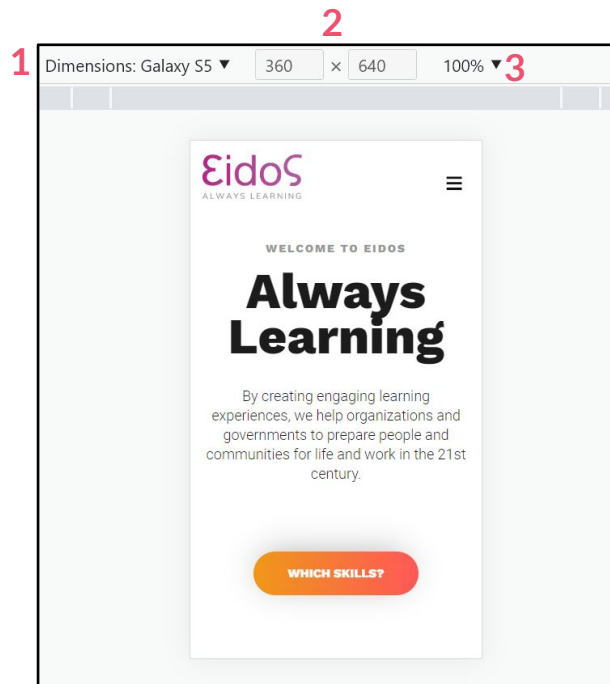 2
1 Dimensions: Galaxy S5 ▼ 360 × 640 100% ▼ 3
EidoS
ALWAYS LEARNING
WELCOME TO EIDOS
Always
Learning
By creating engaging learning
experiences, we help organizations and
governments to prepare people and
communities for life and work in the 21st
century.
WHICH SKILLS?